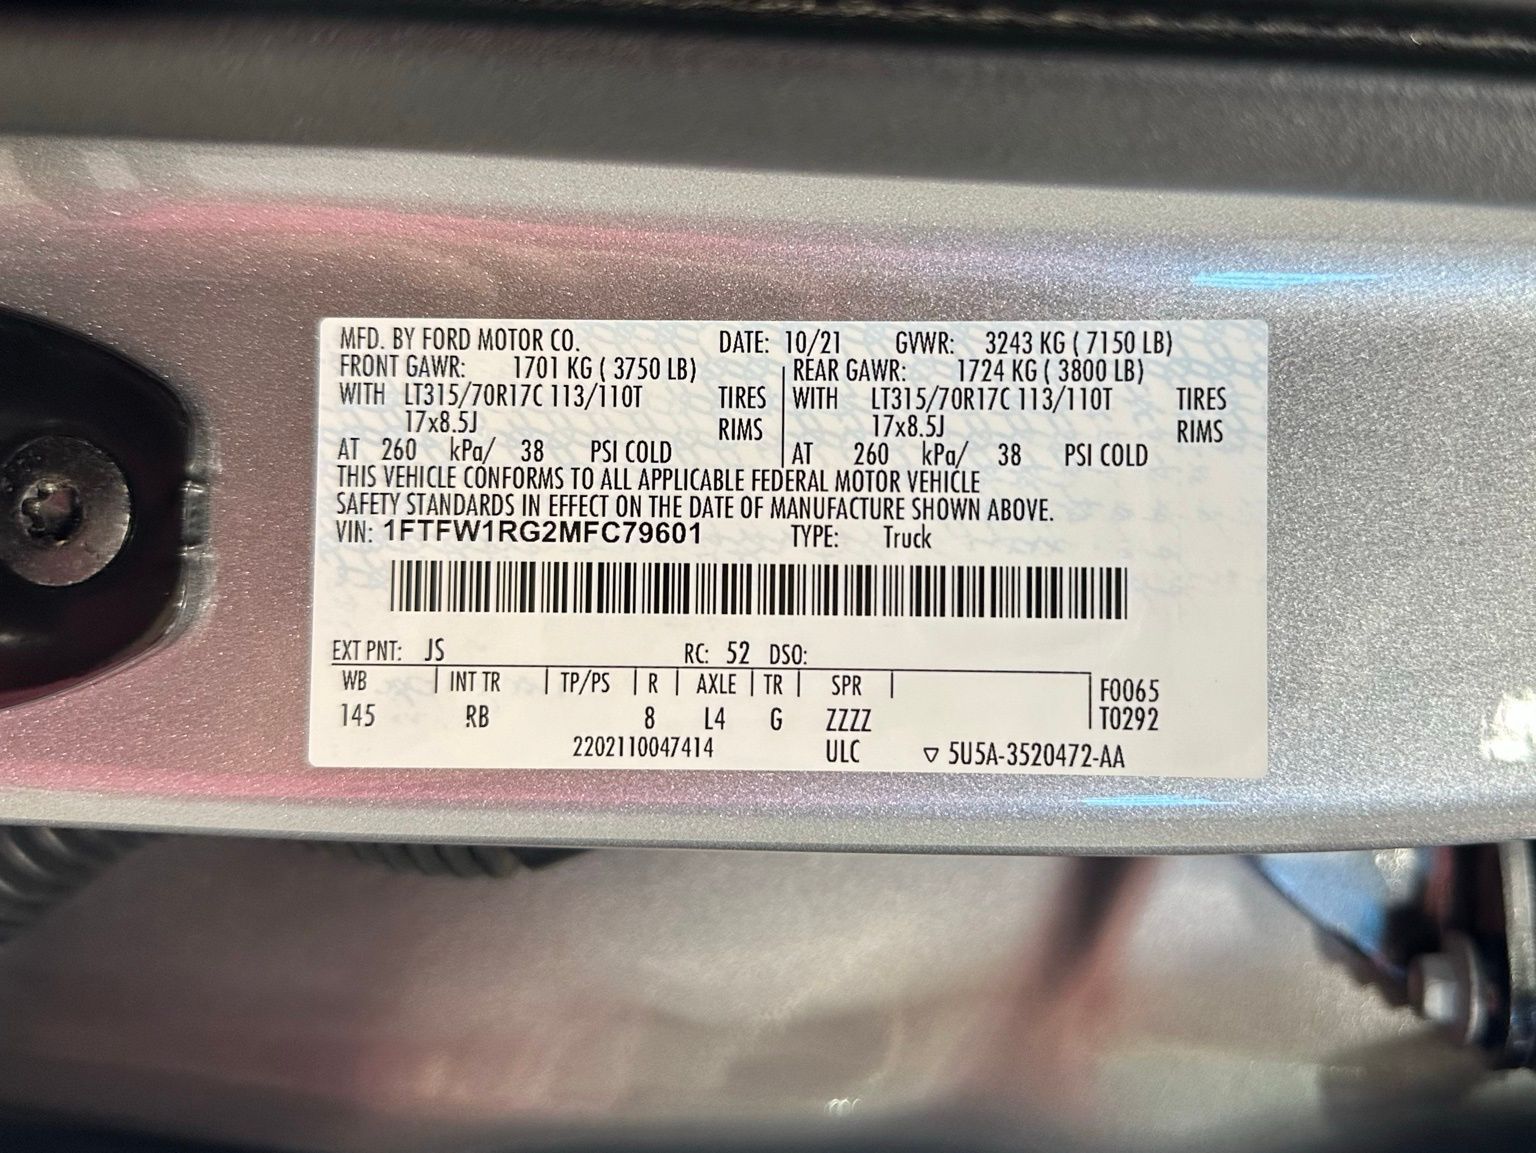 MFD. BY FORD MOTOR CO. DATE: 10/21 GVWR: 3243 KG ( 7150 LB)
FRONT GAWR: 1701 KG ( 3750 LB) REAR GAWR: 1724 KG ( 3800 LB)
WITH LT315/70R17C 113/110T TIRES WITH LT315/70R17C 113/110T TIRES
17x8.5J RIMS 17x8.5J RIMS
AT 260 kPa/ 38 PSI COLD AT 260 kPa/ 38 PSI COLD
THIS VEHICLE CONFORMS TO ALL APPLICABLE FEDERAL MOTOR VEHICLE
SAFETY STANDARDS IN EFFECT ON THE DATE OF MANUFACTURE SHOWN ABOVE.
VIN: 1FTFW1RG2MFC79601 TYPE: Truck
EXT PNT: JS RC: 52 DSO:
WB INT TR TP/PS R AXLE TR SPR F0065
145 RB 8 L4 G ZZZZ T0292
2202110047414 ULC ▽ 5U5A-3520472-AA